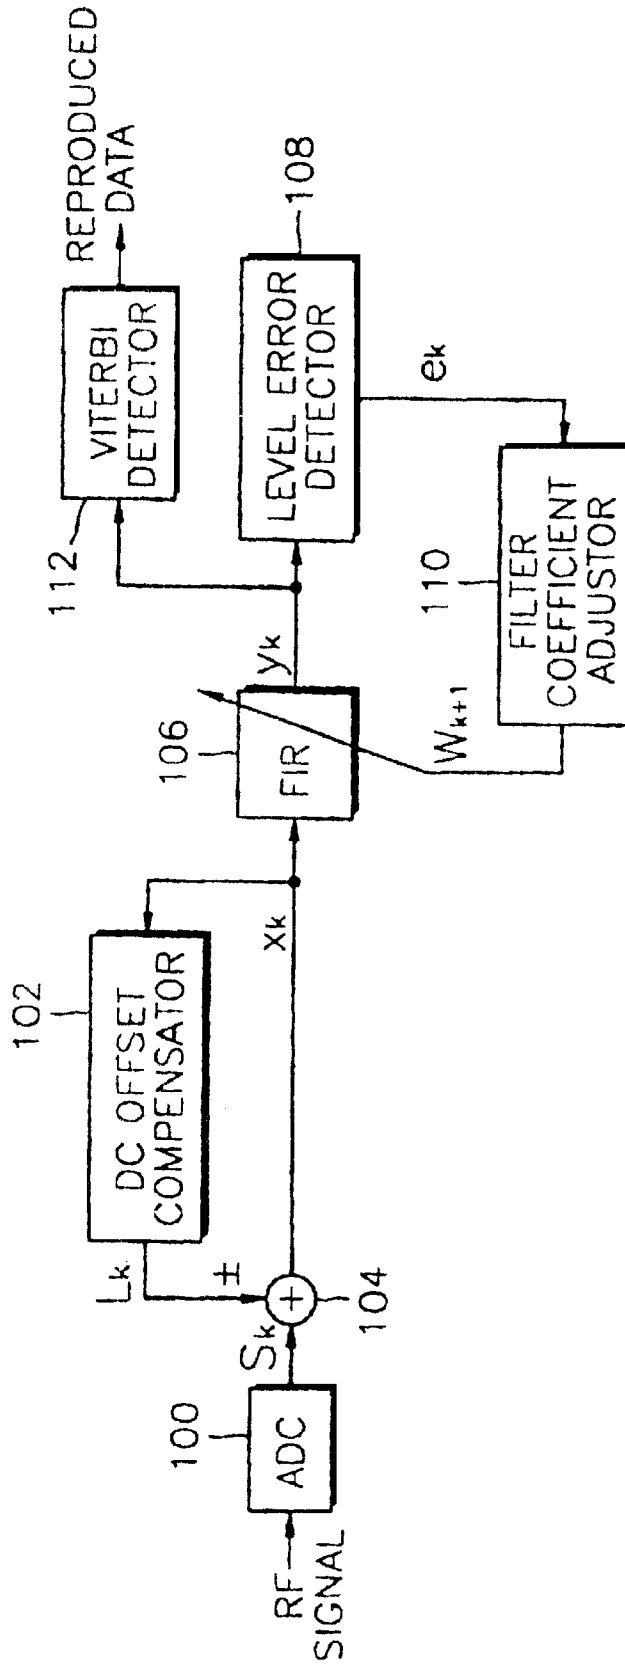 RF
SIGNAL
ADC
100
Sk
Lk
±
+
104
DC OFFSET
COMPENSATOR
102
xk
FIR
106
yk
VITERBI
DETECTOR
112
REPRODUCED
DATA
LEVEL ERROR
DETECTOR
108
ek
FILTER
COEFFICIENT
ADJUSTOR
110
Wk+1